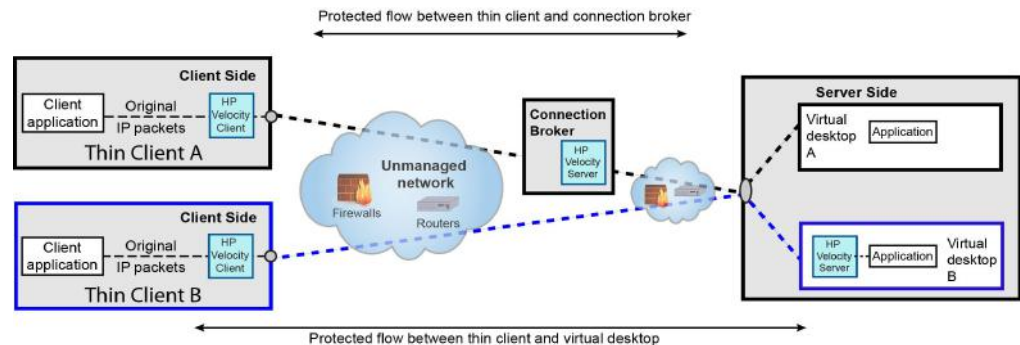 Protected flow between thin client and connection broker
Client Side
Client
application
Original
IP packets
HP
Velocity
Client
Thin Client A
Unmanaged
network
Firewalls
Routers
Connection
Broker
HP
Velocity
Server
Server Side
Virtual
desktop
A
Application
Client Side
Client
application
Original
IP packets
HP
Velocity
Client
Thin Client B
HP
Velocity
Server
Application
Virtual
desktop
B
Protected flow between thin client and virtual desktop